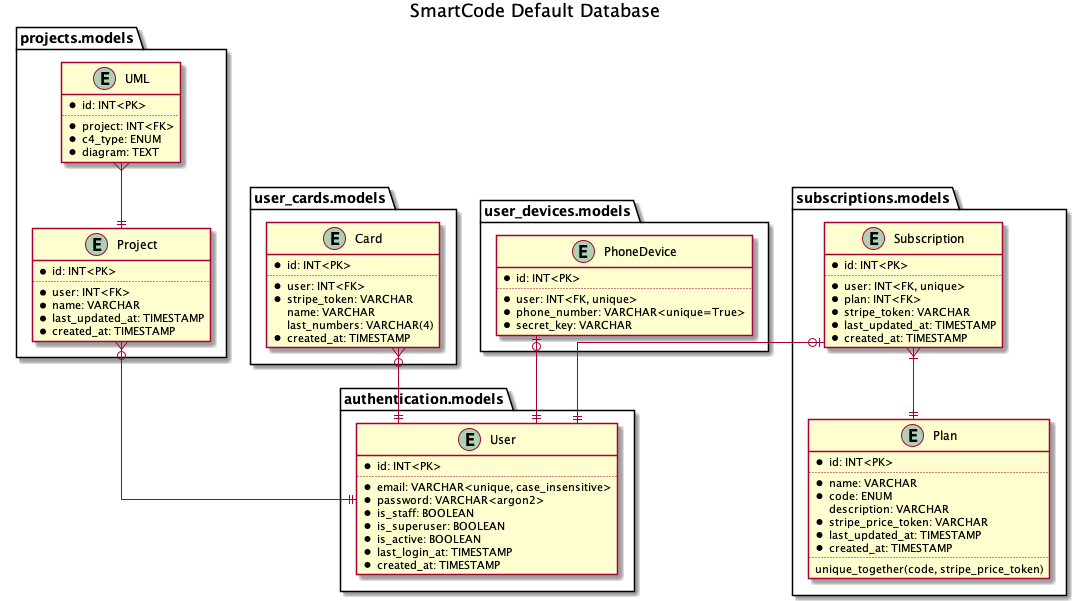 SmartCode Default Database
projects.models
E UML
id: INT<PK>
project: INT<FK>
c4_type: ENUM
diagram: TEXT
E Project
id: INT<PK>
user: INT<FK>
name: VARCHAR
last_updated_at: TIMESTAMP
created_at: TIMESTAMP
user_cards.models
E Card
id: INT<PK>
user: INT<FK>
stripe_token: VARCHAR
name: VARCHAR
last_numbers: VARCHAR(4)
created_at: TIMESTAMP
user_devices.models
E PhoneDevice
id: INT<PK>
user: INT<FK, unique>
phone_number: VARCHAR<unique=True>
secret_key: VARCHAR
subscriptions.models
E Subscription
id: INT<PK>
user: INT<FK, unique>
plan: INT<FK>
stripe_token: VARCHAR
last_updated_at: TIMESTAMP
created_at: TIMESTAMP
authentication.models
E User
id: INT<PK>
email: VARCHAR<unique, case_insensitive>
password: VARCHAR<argon2>
is_staff: BOOLEAN
is_superuser: BOOLEAN
is_active: BOOLEAN
last_login_at: TIMESTAMP
created_at: TIMESTAMP
E Plan
id: INT<PK>
name: VARCHAR
code: ENUM
description: VARCHAR
stripe_price_token: VARCHAR
last_updated_at: TIMESTAMP
created_at: TIMESTAMP
unique_together(code, stripe_price_token)